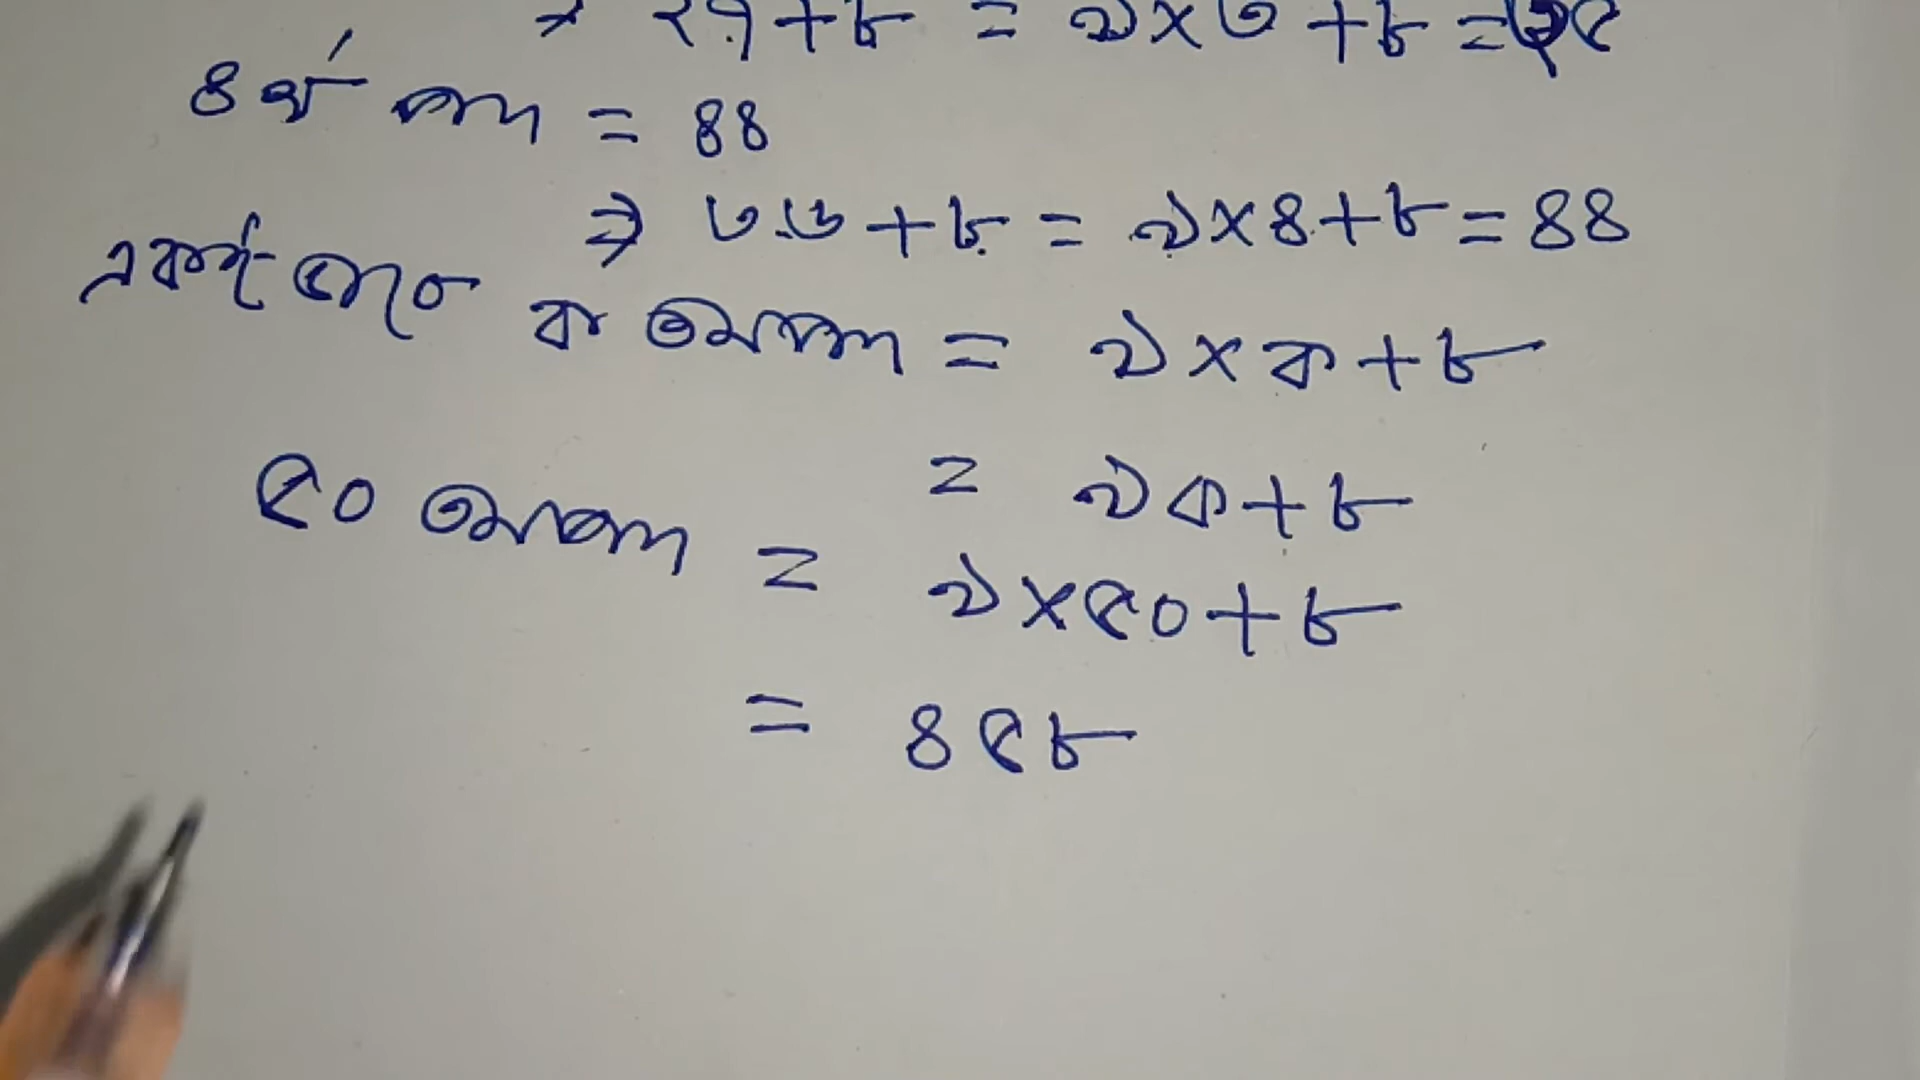 ⇒ ২৭+৮ = ৯×৩+৮ = ৩৫
৪র্থ পদ = ৪৪
⇒ ৩৬+৮ = ৯×৪+৮ = ৪৪
একই ভাবে ক তম পদ = ৯×ক+৮
= ৯ক+৮
৫০ তম পদ = ৯×৫০+৮
= ৪৫৮